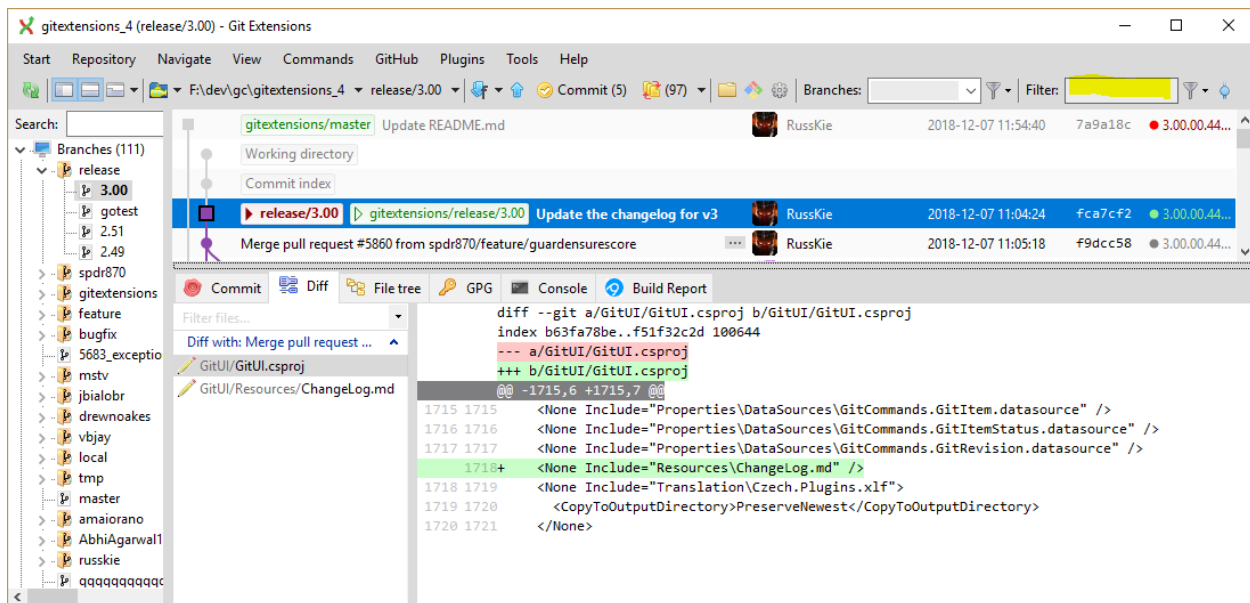 gitextensions_4 (release/3.00) - Git Extensions
Start Repository Navigate View Commands GitHub Plugins Tools Help
F:\dev\gc\gitextensions_4 release/3.00 Commit (5) (97) Branches: Filter:
Search:
Branches (111)
release
3.00
gotest
2.51
2.49
spdr870
gitextensions
feature
bugfix
5683_exceptio
mstv
jbialobr
drewnoakes
vbjay
local
tmp
master
amaiorano
AbhiAgarwal1
russkie
gitextensions/master Update README.md RussKie 2018-12-07 11:54:40 7a9a18c 3.00.00.44...
Working directory
Commit index
release/3.00 gitextensions/release/3.00 Update the changelog for v3 RussKie 2018-12-07 11:04:24 fca7cf2 3.00.00.44...
Merge pull request #5860 from spdr870/feature/guardensurescore ... RussKie 2018-12-07 11:05:18 f9dcc58 3.00.00.44...
Commit Diff File tree GPG Console Build Report
Filter files...
Diff with: Merge pull request ...
GitUI/GitUI.csproj
GitUI/Resources/ChangeLog.md
diff --git a/GitUI/GitUI.csproj b/GitUI/GitUI.csproj
index b63fa78be..f51f32c2d 100644
--- a/GitUI/GitUI.csproj
+++ b/GitUI/GitUI.csproj
@@ -1715,6 +1715,7 @@
1715 1715 <None Include="Properties\DataSources\GitCommands.GitItem.datasource" />
1716 1716 <None Include="Properties\DataSources\GitCommands.GitItemStatus.datasource" />
1717 1717 <None Include="Properties\DataSources\GitCommands.GitRevision.datasource" />
1718+ <None Include="Resources\ChangeLog.md" />
1718 1719 <None Include="Translation\Czech.Plugins.xlf">
1719 1720 <CopyToOutputDirectory>PreserveNewest</CopyToOutputDirectory>
1720 1721 </None>